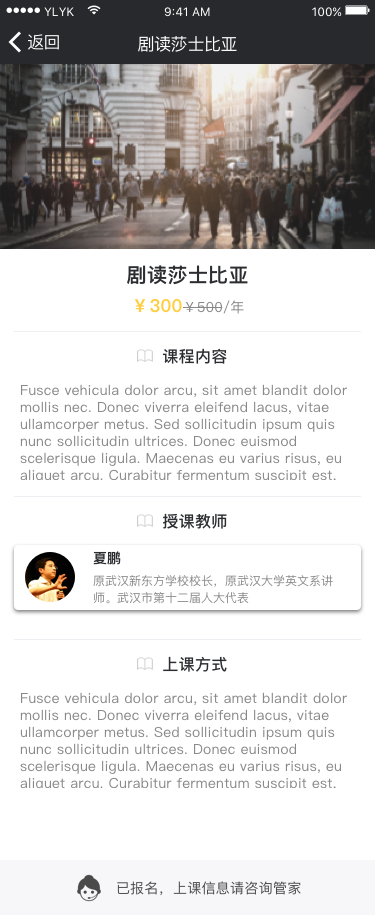 YLYK 9:41 AM 100%
返回 剧读莎士比亚
剧读莎士比亚
￥300￥500/年
课程内容
Fusce vehicula dolor arcu, sit amet blandit dolor
mollis nec. Donec viverra eleifend lacus, vitae
ullamcorper metus. Sed sollicitudin ipsum quis
nunc sollicitudin ultrices. Donec euismod
scelerisque ligula. Maecenas eu varius risus, eu
aliquet arcu. Curabitur fermentum suscipit est,
授课教师
夏鹏
原武汉新东方学校校长，原武汉大学英文系讲
师。武汉市第十二届人大代表
上课方式
Fusce vehicula dolor arcu, sit amet blandit dolor
mollis nec. Donec viverra eleifend lacus, vitae
ullamcorper metus. Sed sollicitudin ipsum quis
nunc sollicitudin ultrices. Donec euismod
scelerisque ligula. Maecenas eu varius risus, eu
aliquet arcu. Curabitur fermentum suscipit est,
已报名，上课信息请咨询管家